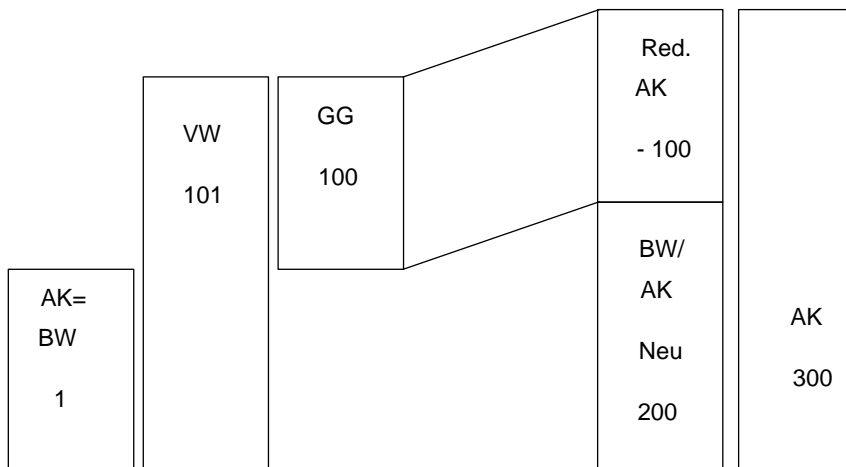 AK=
BW
1
VW
101
GG
100
Red.
AK
- 100
BW/
AK
Neu
200
AK
300